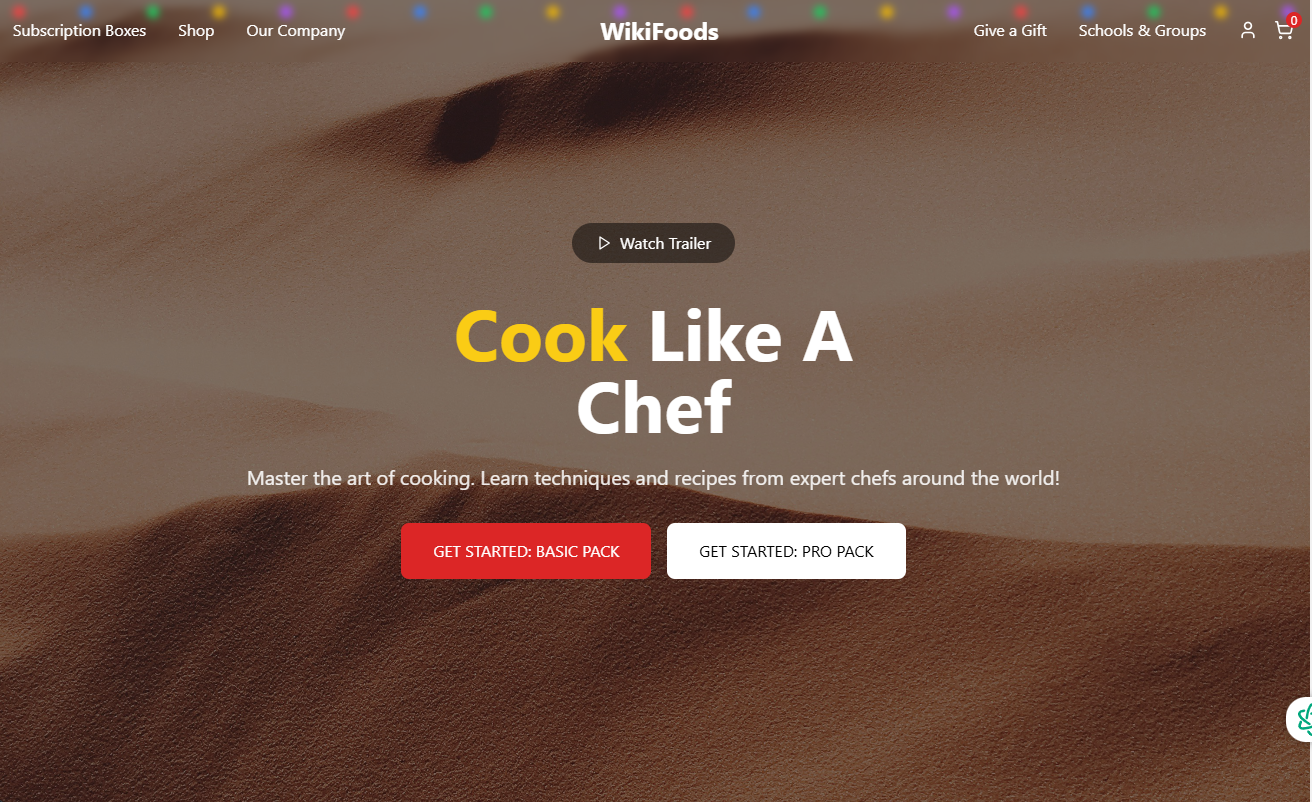 Subscription Boxes
Shop
Our Company
WikiFoods
Give a Gift
Schools & Groups
0
Watch Trailer
Cook Like A
Chef
Master the art of cooking. Learn techniques and recipes from expert chefs around the world!
GET STARTED: BASIC PACK
GET STARTED: PRO PACK